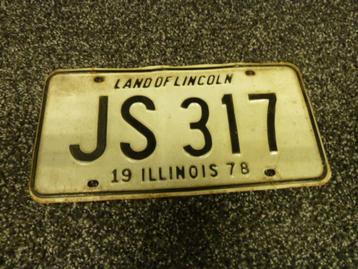 LAND OF LINCOLN
JS 317
19 ILLINOIS 78